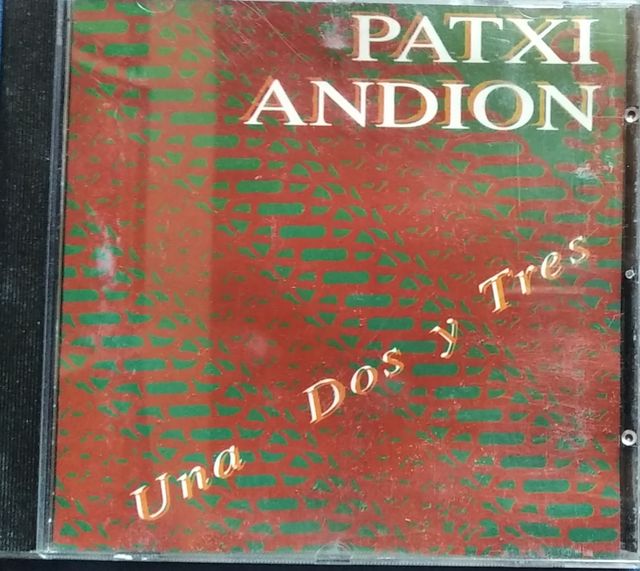 PATXI
ANDION
Una Dos y Tres